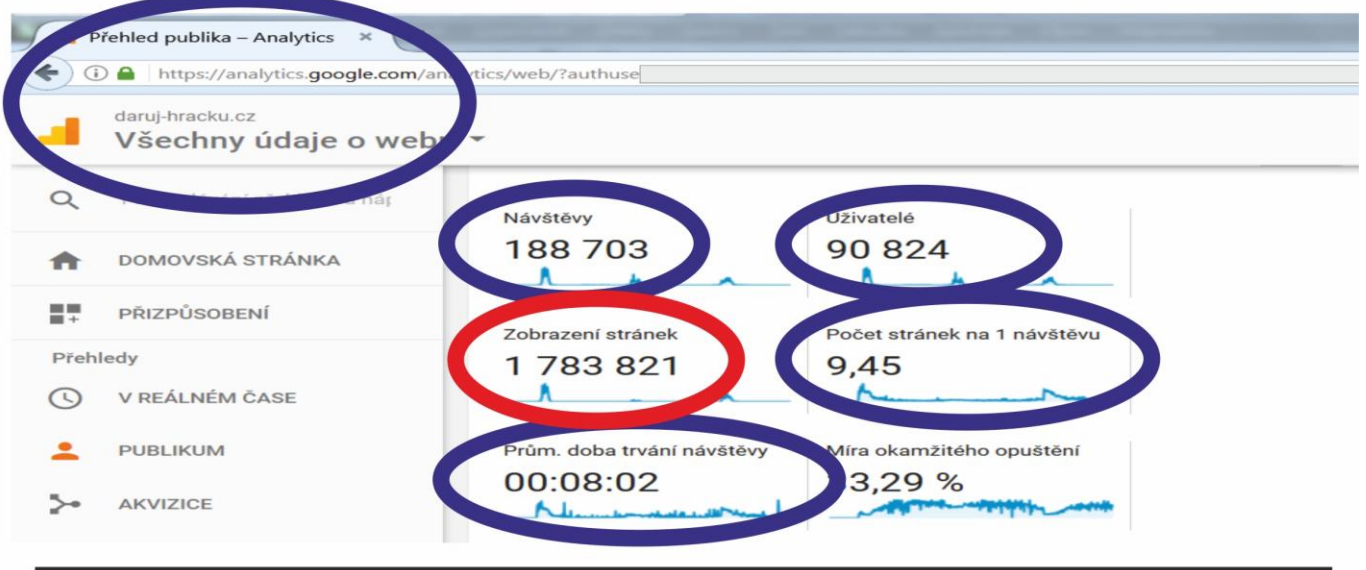 Přehled publika – Analytics ×
https://analytics.google.com/analytics/web/?authuse
daruj-hracku.cz
Všechny údaje o webu
DOMOVSKÁ STRÁNKA
PŘIZPŮSOBENÍ
Přehledy
V REÁLNÉM ČASE
PUBLIKUM
AKVIZICE
Návštěvy
188 703
Uživatelé
90 824
Zobrazení stránek
1 783 821
Počet stránek na 1 návštěvu
9,45
Prům. doba trvání návštěvy
00:08:02
Míra okamžitého opuštění
3,29 %